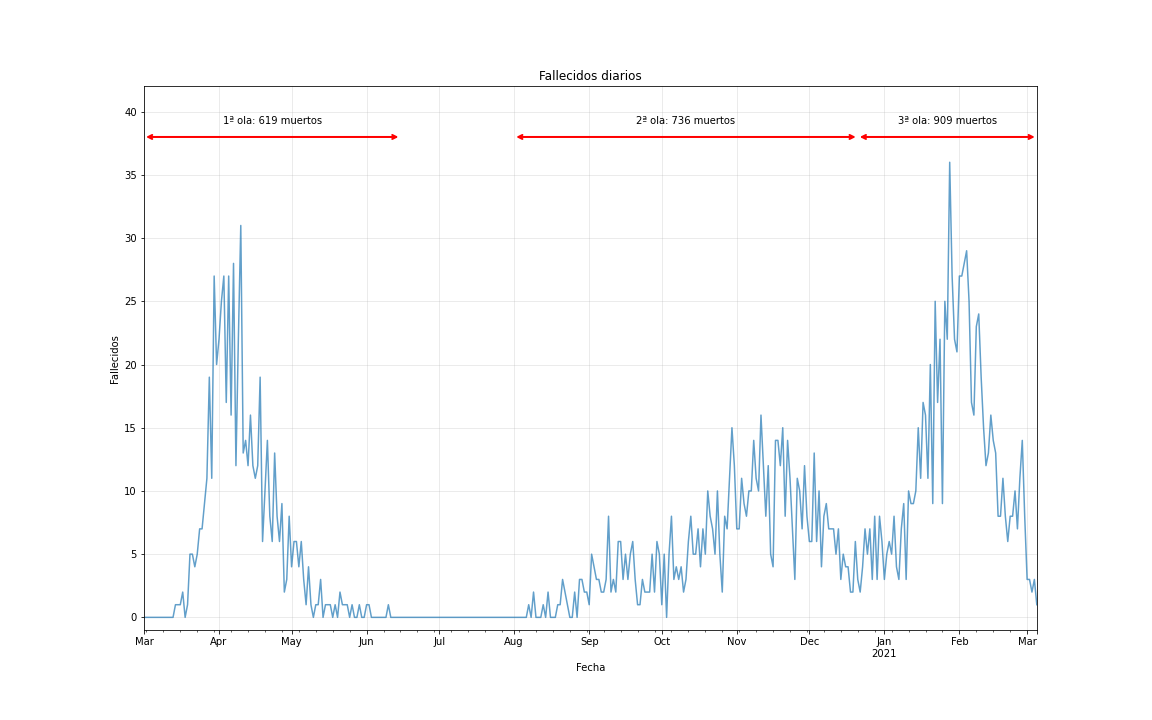 Fallecidos diarios
1ª ola: 619 muertos
2ª ola: 736 muertos
3ª ola: 909 muertos
40
35
30
25
20
15
10
5
0
Fallecidos
Mar Apr May Jun Jul Aug Sep Oct Nov Dec Jan Feb Mar
2021
Fecha